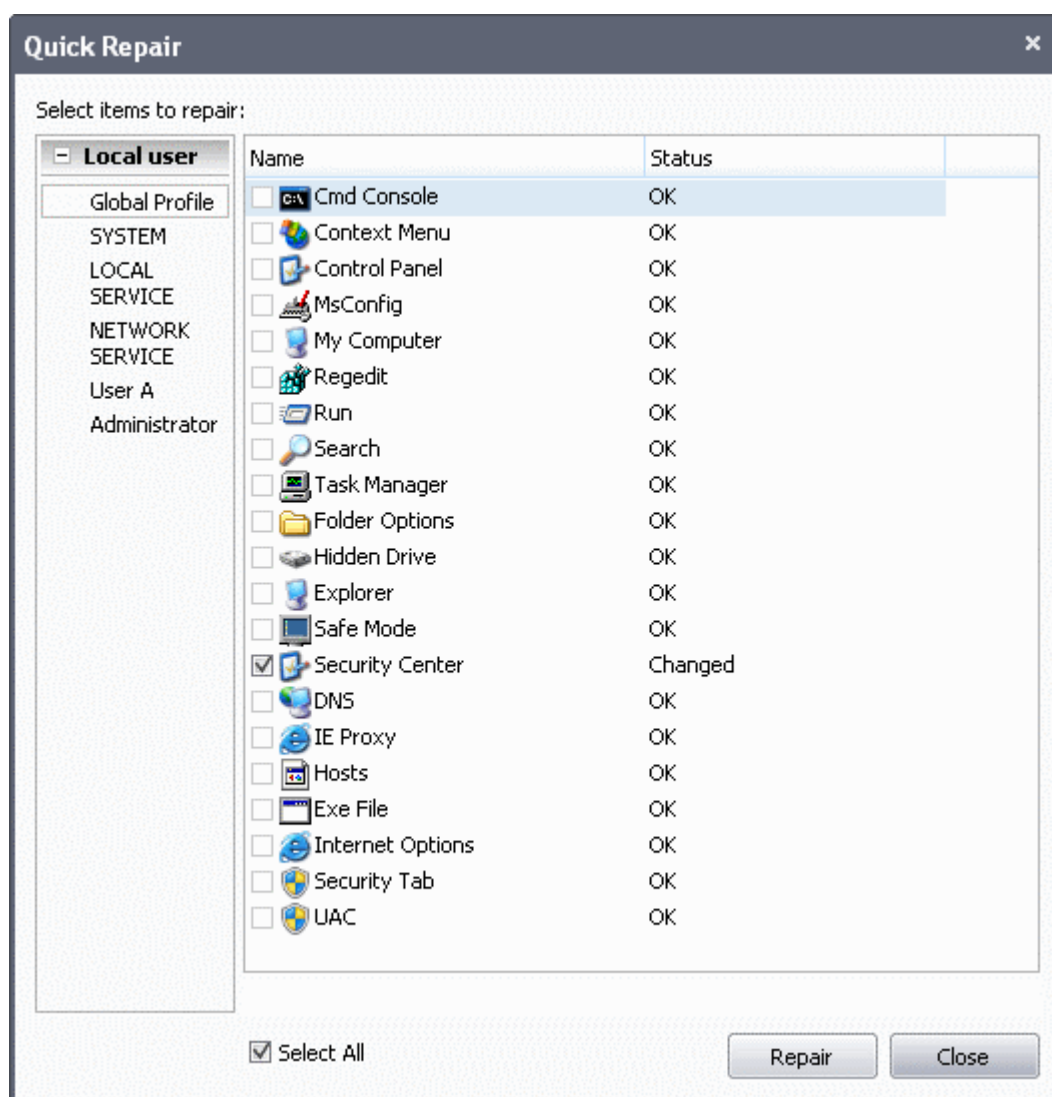 Quick Repair
Select items to repair:
Local user
Global Profile
SYSTEM
LOCAL
SERVICE
NETWORK
SERVICE
User A
Administrator
Name Status
Cmd Console OK
Context Menu OK
Control Panel OK
MsConfig OK
My Computer OK
Regedit OK
Run OK
Search OK
Task Manager OK
Folder Options OK
Hidden Drive OK
Explorer OK
Safe Mode OK
Security Center Changed
DNS OK
IE Proxy OK
Hosts OK
Exe File OK
Internet Options OK
Security Tab OK
UAC OK
Select All
Repair Close